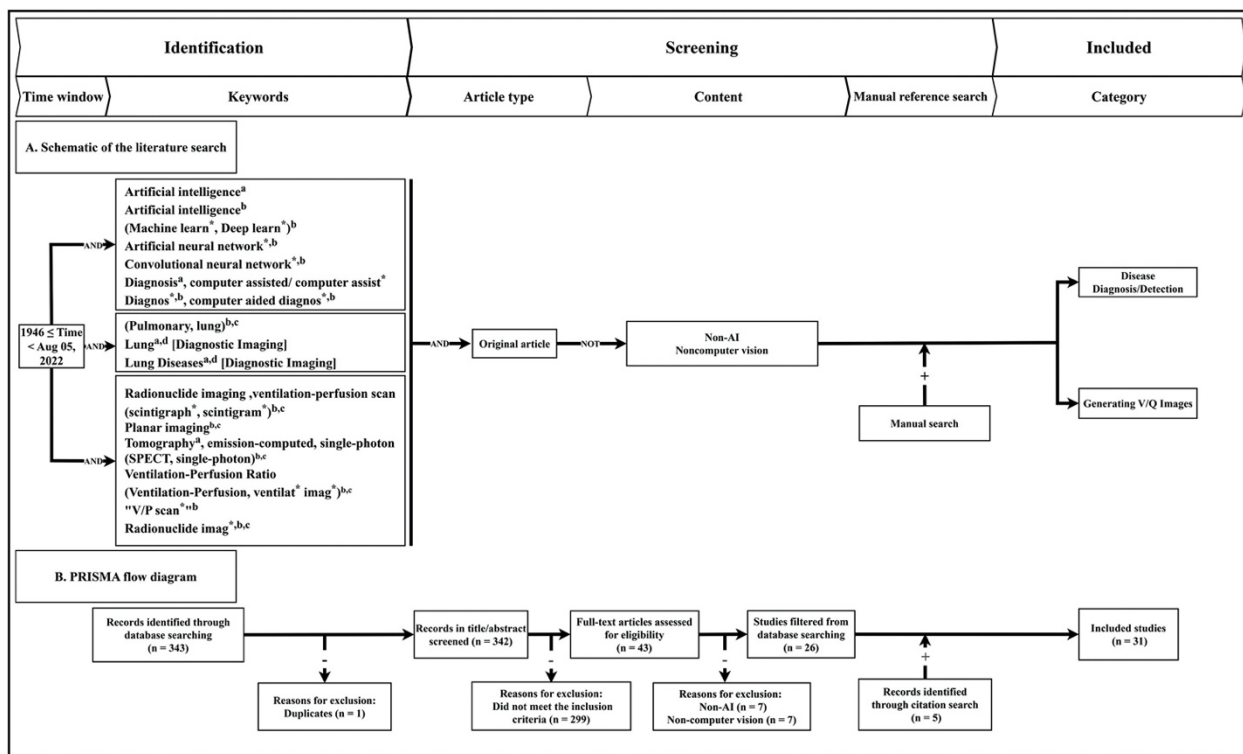 Identification
Screening
Included
Time window
Keywords
Article type
Content
Manual reference search
Category
A. Schematic of the literature search
1946 ≤ Time
< Aug 05,
2022
AND
AND
AND
Artificial intelligenceᵃ
Artificial intelligenceᵇ
(Machine learn*, Deep learn*)ᵇ
Artificial neural network*,ᵇ
Convolutional neural network*,ᵇ
Diagnosisᵃ, computer assisted/ computer assist*
Diagnos*,ᵇ, computer aided diagnos*,ᵇ
(Pulmonary, lung)ᵇ,ᶜ
Lungᵃ,ᵈ [Diagnostic Imaging]
Lung Diseasesᵃ,ᵈ [Diagnostic Imaging]
Radionuclide imaging ,ventilation-perfusion scan
(scintigraph*, scintigram*)ᵇ,ᶜ
Planar imagingᵇ,ᶜ
Tomographyᵃ, emission-computed, single-photon
(SPECT, single-photon)ᵇ,ᶜ
Ventilation-Perfusion Ratio
(Ventilation-Perfusion, ventilat* imag*)ᵇ,ᶜ
"V/P scan*"ᵇ
Radionuclide imag*,ᵇ,ᶜ
AND
Original article
NOT
Non-AI
Noncomputer vision
+
Manual search
Disease
Diagnosis/Detection
Generating V/Q Images
B. PRISMA flow diagram
Records identified through
database searching
(n = 343)
-
Reasons for exclusion:
Duplicates (n = 1)
Records in title/abstract
screened (n = 342)
-
Reasons for exclusion:
Did not meet the inclusion
criteria (n = 299)
Full-text articles assessed
for eligibility
(n = 43)
-
Reasons for exclusion:
Non-AI (n = 7)
Non-computer vision (n = 7)
Studies filtered from
database searching
(n = 26)
+
Records identified
through citation search
(n = 5)
Included studies
(n = 31)